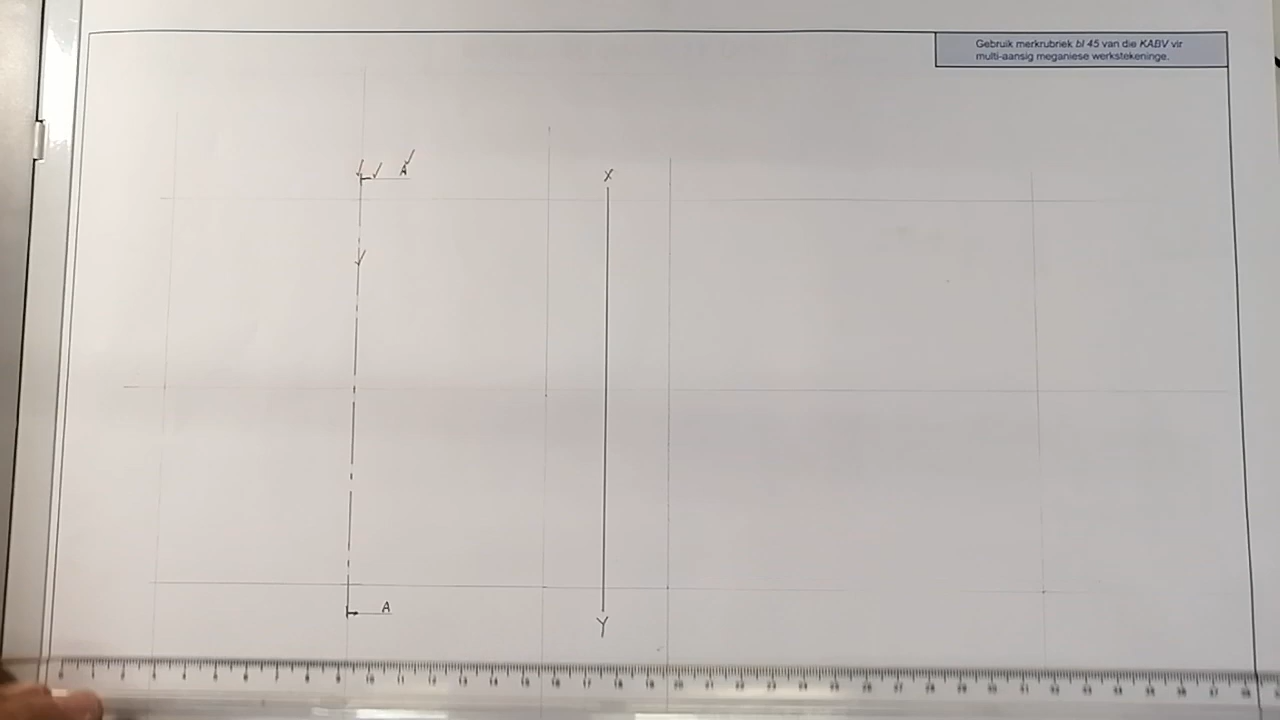 Gebruik merkrubriek bl 45 van die KABV vir
multi-aansig meganiese werkstekeninge.
A
X
A
Y